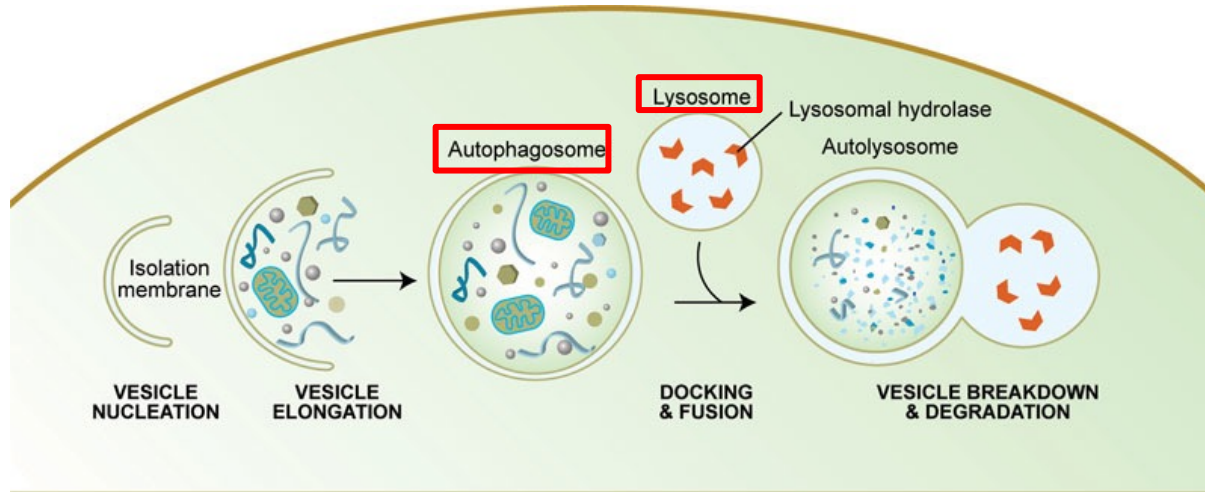 Lysosome
Lysosomal hydrolase
Autophagosome
Autolysosome
Isolation
membrane
VESICLE
NUCLEATION
VESICLE
ELONGATION
DOCKING
& FUSION
VESICLE BREAKDOWN
& DEGRADATION